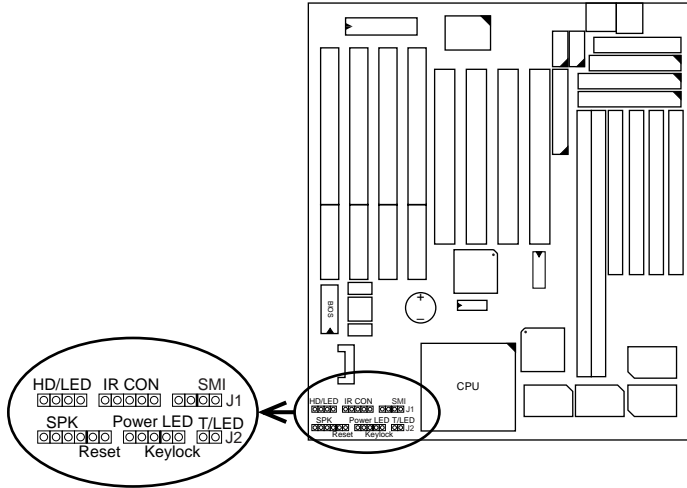 BIOS
+
−
CPU
HD/LED IR CON SMI
J1
SPK Power LED T/LED
J2
Reset Keylock
HD/LED IR CON SMI
J1
SPK Power LED T/LED
J2
Reset Keylock